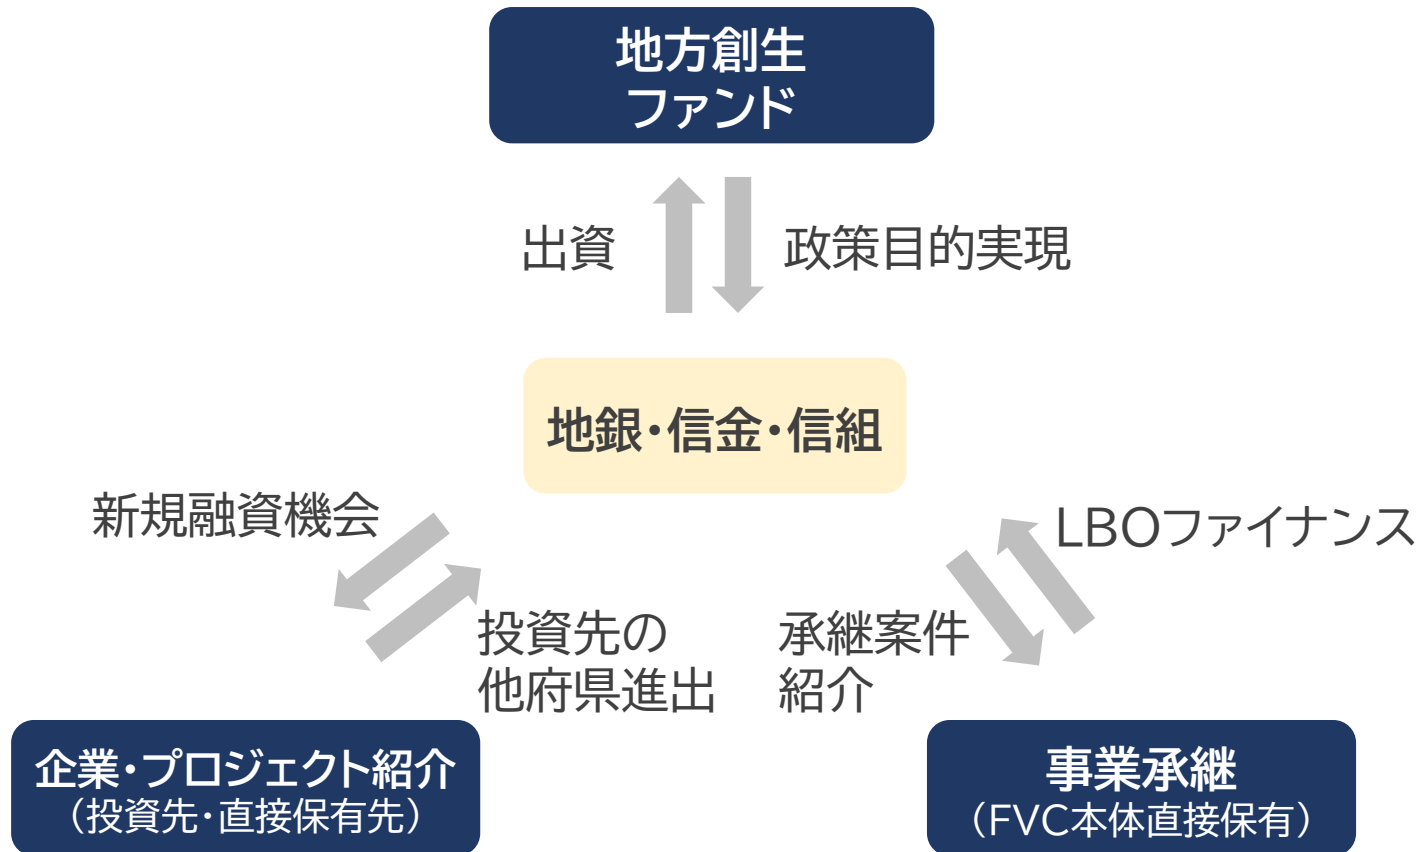 地方創生
ファンド
出資
政策目的実現
地銀・信金・信組
新規融資機会
LBOファイナンス
投資先の
他府県進出
承継案件
紹介
企業・プロジェクト紹介
（投資先・直接保有先）
事業承継
（FVC本体直接保有）